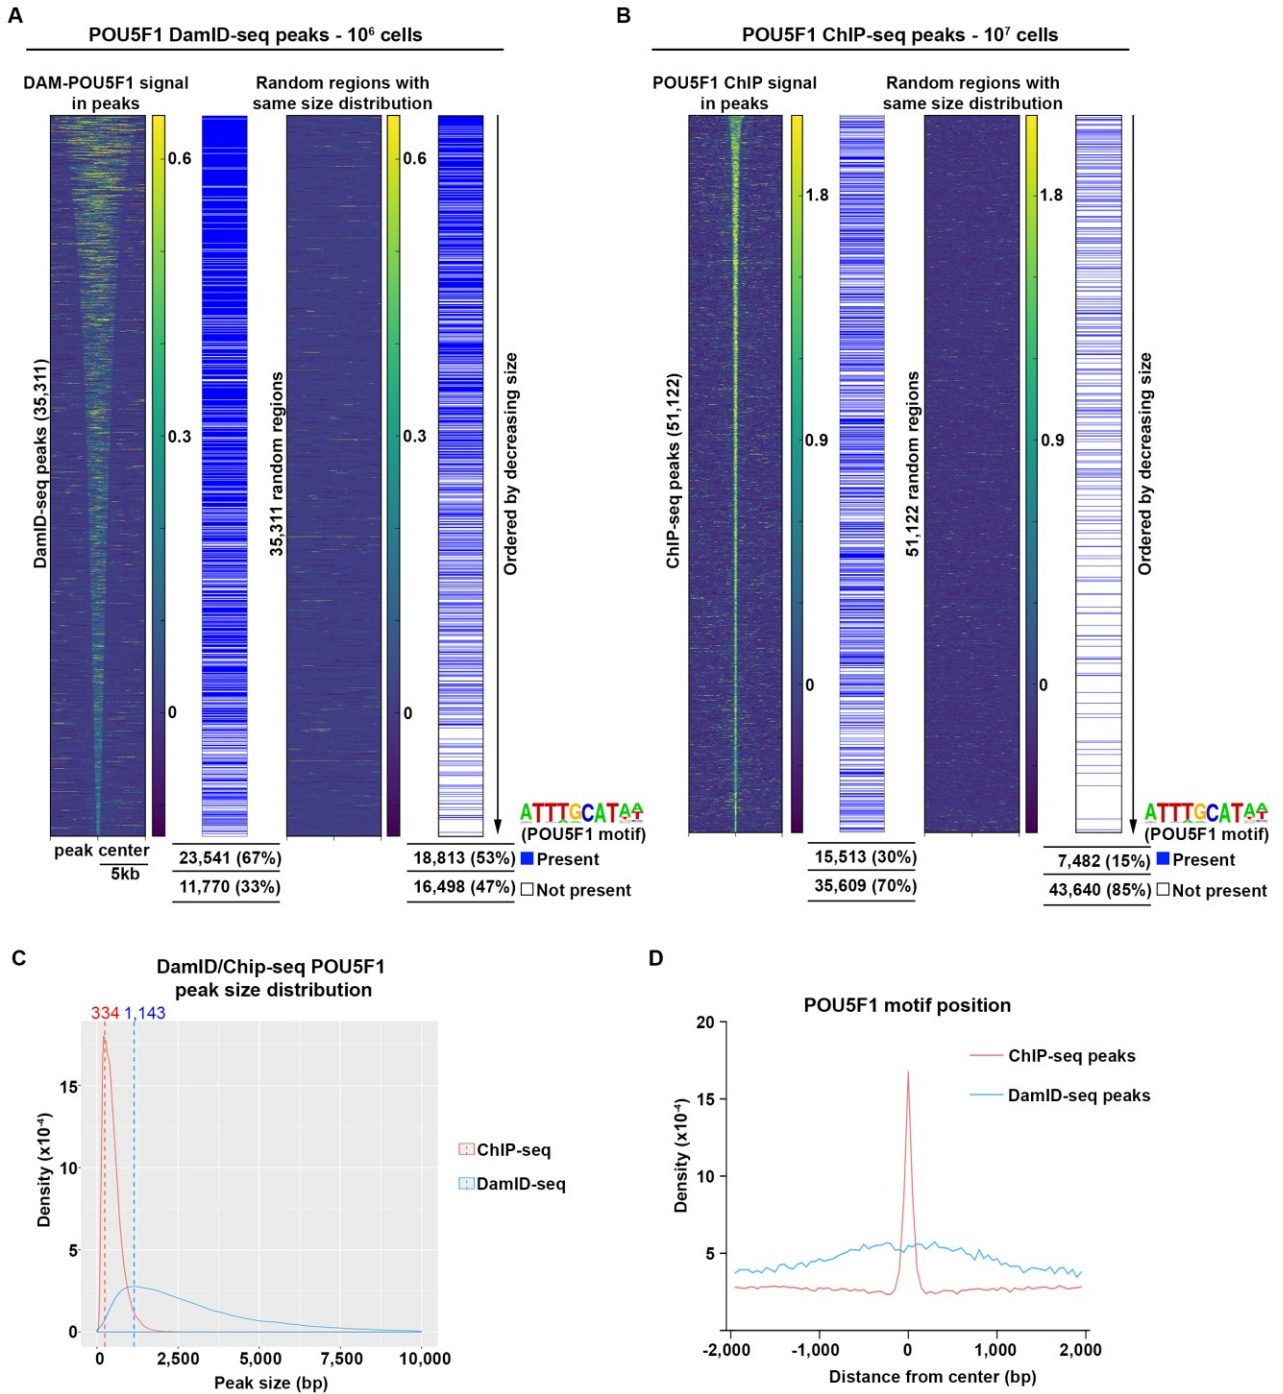 A
POU5F1 DamID-seq peaks - 10⁶ cells
DAM-POU5F1 signal
in peaks
Random regions with
same size distribution
0.6
0.3
0
0.6
0.3
0
DamID-seq peaks (35,311)
35,311 random regions
Ordered by decreasing size
peak center
5kb
23,541 (67%)
11,770 (33%)
18,813 (53%)
16,498 (47%)
ATTTGCATAA
(POU5F1 motif)
Present
Not present
B
POU5F1 ChIP-seq peaks - 10⁷ cells
POU5F1 ChIP signal
in peaks
Random regions with
same size distribution
1.8
0.9
0
1.8
0.9
0
ChIP-seq peaks (51,122)
51,122 random regions
Ordered by decreasing size
15,513 (30%)
35,609 (70%)
7,482 (15%)
43,640 (85%)
ATTTGCATAA
(POU5F1 motif)
Present
Not present
C
DamID/Chip-seq POU5F1
peak size distribution
334 1,143
Density (x10⁻⁴)
15
10
5
0
0 2,500 5,000 7,500 10,000
Peak size (bp)
ChIP-seq
DamID-seq
D
POU5F1 motif position
Density (x10⁻⁴)
20
15
10
5
-2,000 -1,000 0 1,000 2,000
Distance from center (bp)
ChIP-seq peaks
DamID-seq peaks